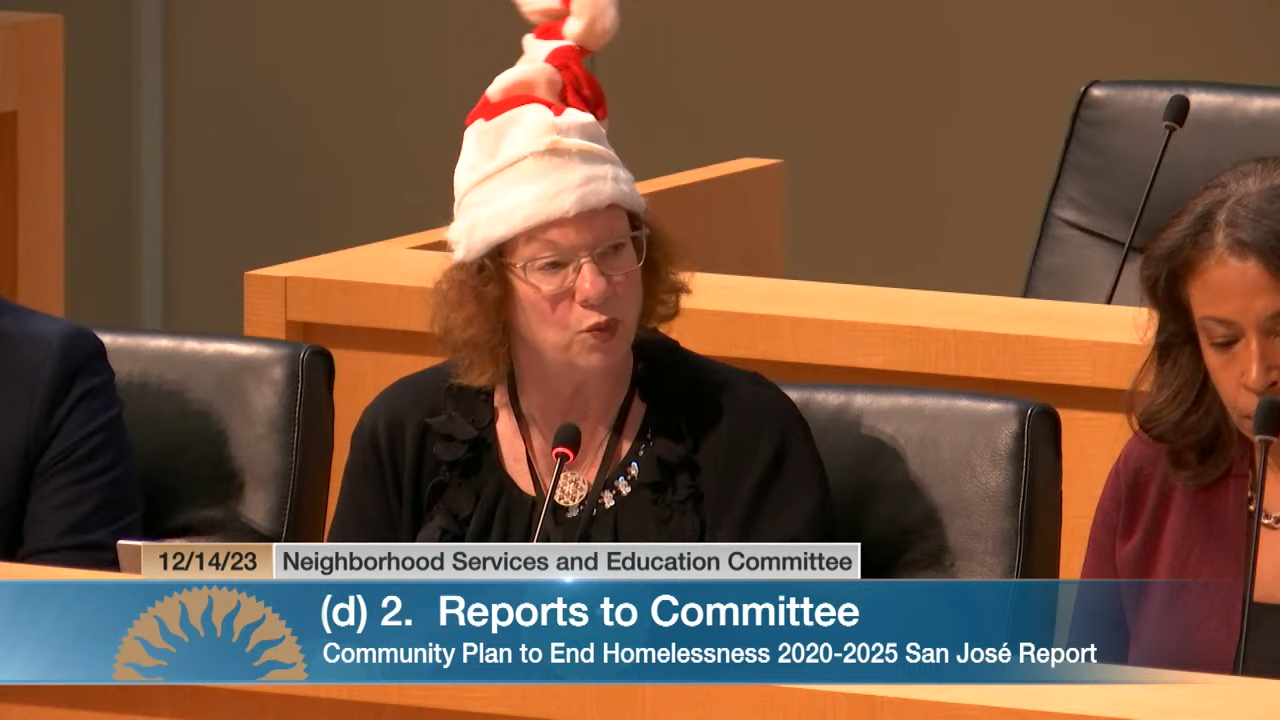 12/14/23 Neighborhood Services and Education Committee
(d) 2. Reports to Committee
Community Plan to End Homelessness 2020-2025 San José Report